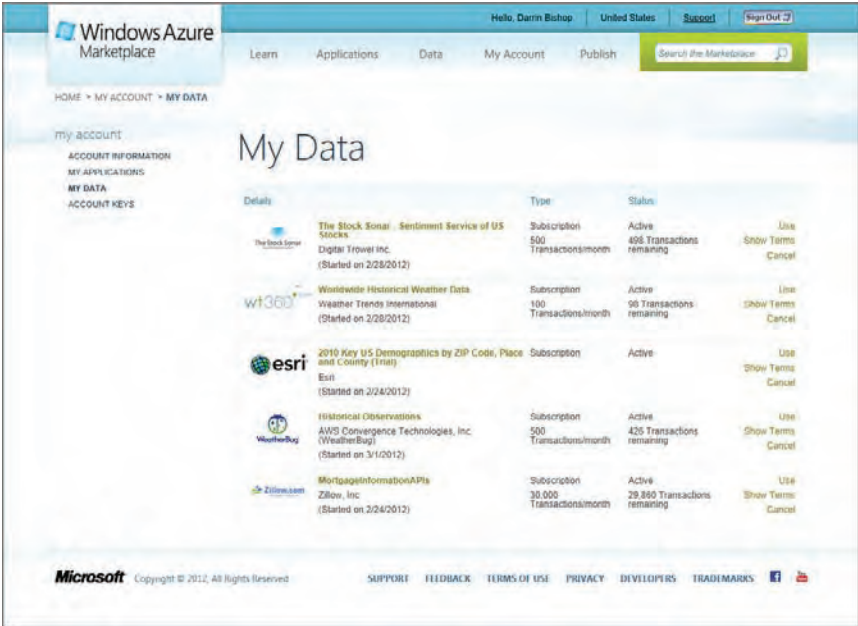 Hello, Darrin Bishop United States Support Sign Out
Windows Azure
Marketplace
Learn Applications Data My Account Publish Search the Marketplace
HOME > MY ACCOUNT > MY DATA
my account
ACCOUNT INFORMATION
MY APPLICATIONS
MY DATA
ACCOUNT KEYS
My Data
Details Type Status
The Stock Sonar
The Stock Sonar - Sentiment Service of US Stocks
Digital Trowel Inc.
(Started on 2/28/2012)
Subscription
500
Transactions/month
Active
498 Transactions
remaining
Use
Show Terms
Cancel
wt360
Worldwide Historical Weather Data
Weather Trends International
(Started on 2/28/2012)
Subscription
100
Transactions/month
Active
98 Transactions
remaining
Use
Show Terms
Cancel
esri
2010 Key US Demographics by ZIP Code, Place
and County (Trial)
Esri
(Started on 2/24/2012)
Subscription
Active
Use
Show Terms
Cancel
WeatherBug
Historical Observations
AWS Convergence Technologies, Inc.
(WeatherBug)
(Started on 3/1/2012)
Subscription
500
Transactions/month
Active
426 Transactions
remaining
Use
Show Terms
Cancel
Zillow.com
MortgageInformationAPIs
Zillow, Inc
(Started on 2/24/2012)
Subscription
30,000
Transactions/month
Active
29,860 Transactions
remaining
Use
Show Terms
Cancel
Microsoft Copyright © 2012, All Rights Reserved SUPPORT FEEDBACK TERMS OF USE PRIVACY DEVELOPERS TRADEMARKS